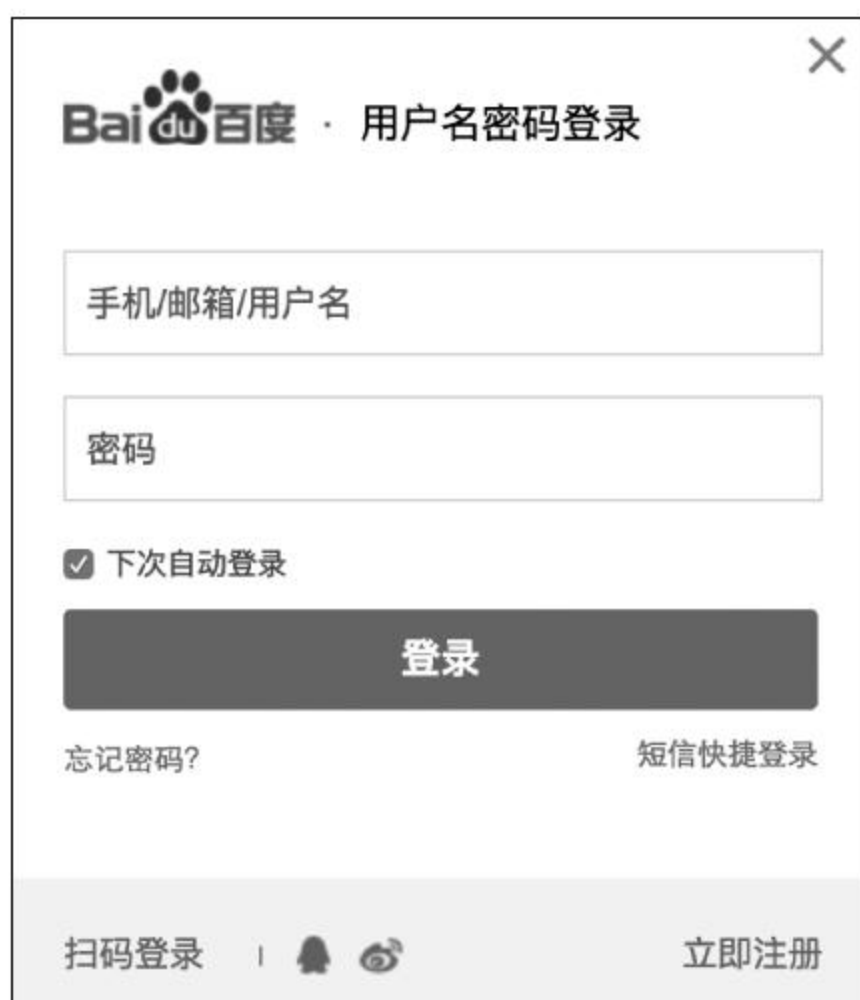 Bai du 百度 · 用户名密码登录
手机/邮箱/用户名
密码
下次自动登录
登录
忘记密码? 短信快捷登录
扫码登录 | 立即注册